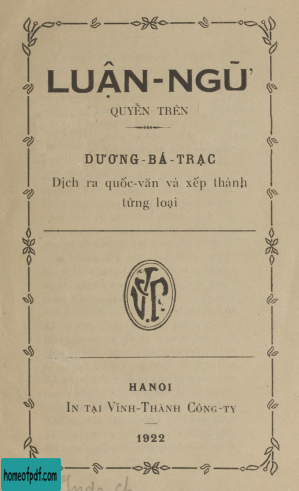 LUẬN-NGỮ
QUYỂN TRÊN
DƯƠNG-BÁ-TRẠC
Dịch ra quốc-văn và xếp thành
từng loại
HANOI
IN TẠI VĨNH-THÀNH CÔNG-TY
1922
homeofpdf.com